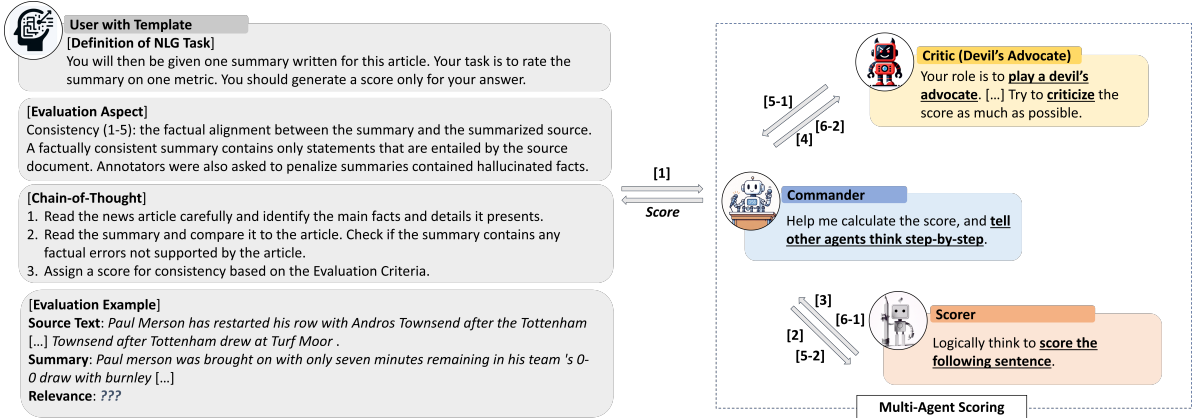 User with Template
[Definition of NLG Task]
You will then be given one summary written for this article. Your task is to rate the
summary on one metric. You should generate a score only for your answer.
[Evaluation Aspect]
Consistency (1-5): the factual alignment between the summary and the summarized source.
A factually consistent summary contains only statements that are entailed by the source
document. Annotators were also asked to penalize summaries contained hallucinated facts.
[Chain-of-Thought]
1. Read the news article carefully and identify the main facts and details it presents.
2. Read the summary and compare it to the article. Check if the summary contains any
factual errors not supported by the article.
3. Assign a score for consistency based on the Evaluation Criteria.
[Evaluation Example]
Source Text: Paul Merson has restarted his row with Andros Townsend after the Tottenham
[…] Townsend after Tottenham drew at Turf Moor .
Summary: Paul merson was brought on with only seven minutes remaining in his team 's 0-
0 draw with burnley […]
Relevance: ???
[1]
Score
Critic (Devil's Advocate)
Your role is to play a devil's
advocate. […] Try to criticize the
score as much as possible.
[5-1]
[6-2]
[4]
Commander
Help me calculate the score, and tell
other agents think step-by-step.
[3]
[6-1]
[2]
[5-2]
Scorer
Logically think to score the
following sentence.
Multi-Agent Scoring